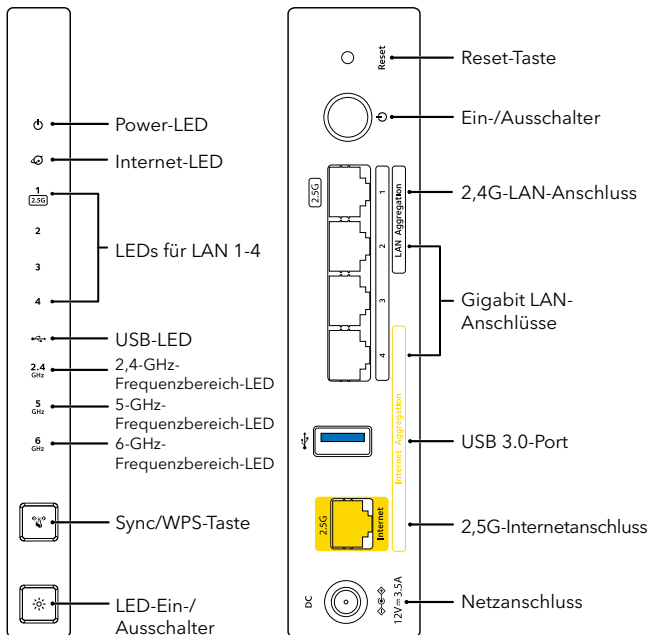 Power-LED
Internet-LED
1
2.5G
2
3
4
LEDs für LAN 1-4
USB-LED
2.4
GHz
2,4-GHz-
Frequenzbereich-LED
5
GHz
5-GHz-
Frequenzbereich-LED
6
GHz
6-GHz-
Frequenzbereich-LED
Sync/WPS-Taste
LED-Ein-/
Ausschalter
Reset
Reset-Taste
Ein-/Ausschalter
2.5G
1
2
3
4
LAN Aggregation
2,4G-LAN-Anschluss
Gigabit LAN-
Anschlüsse
Internet Aggregation
USB 3.0-Port
2.5G
Internet
2,5G-Internetanschluss
DC
12V⎓3.5A
Netzanschluss